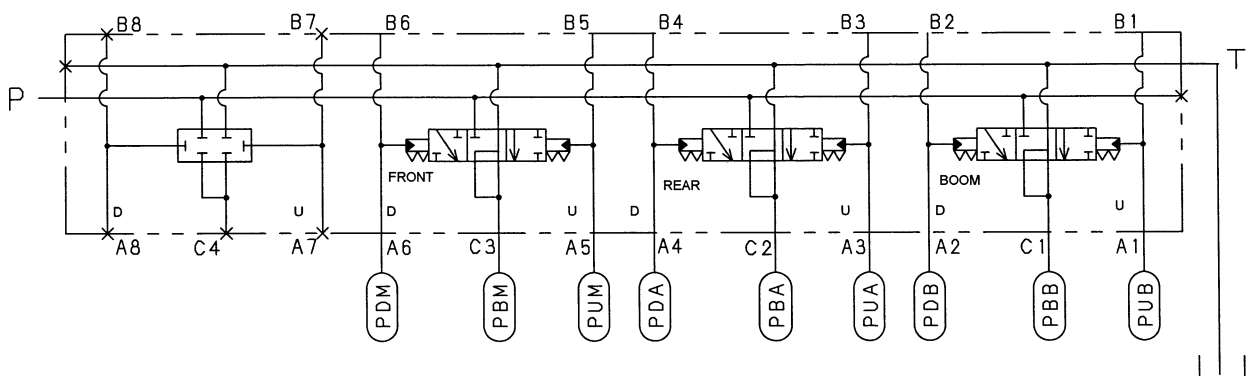 B8 B7 B6 B5 B4 B3 B2 B1
T
P
FRONT REAR BOOM
D U D U D U D U
A8 C4 A7 A6 C3 A5 A4 C2 A3 A2 C1 A1
PDM PBM PUM PDA PBA PUA PDB PBB PUB